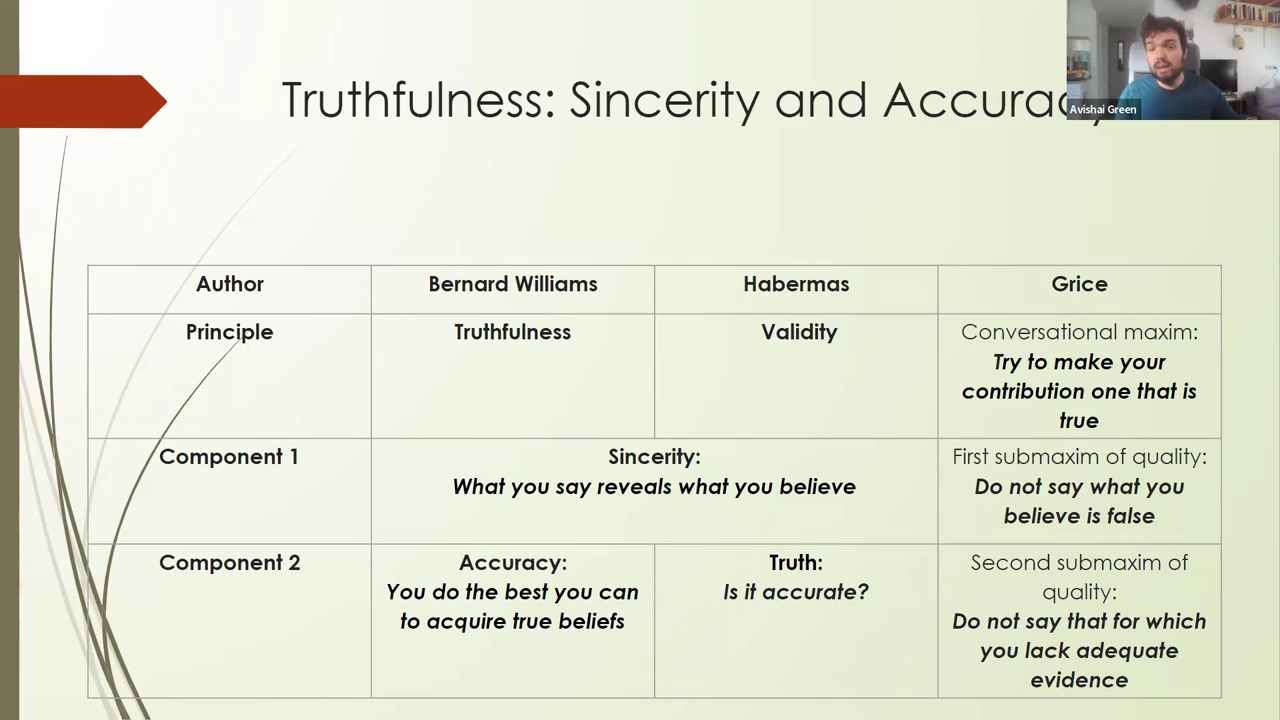 Truthfulness: Sincerity and
Avishai Green
Author Bernard Williams Habermas Grice
Principle Truthfulness Validity Conversational maxim:
Try to make your
contribution one that is
true
Component 1 Sincerity: First submaxim of quality:
What you say reveals what you believe Do not say what you
believe is false
Component 2 Accuracy: Truth: Second submaxim of
You do the best you can Is it accurate? quality:
to acquire true beliefs Do not say that for which
you lack adequate
evidence